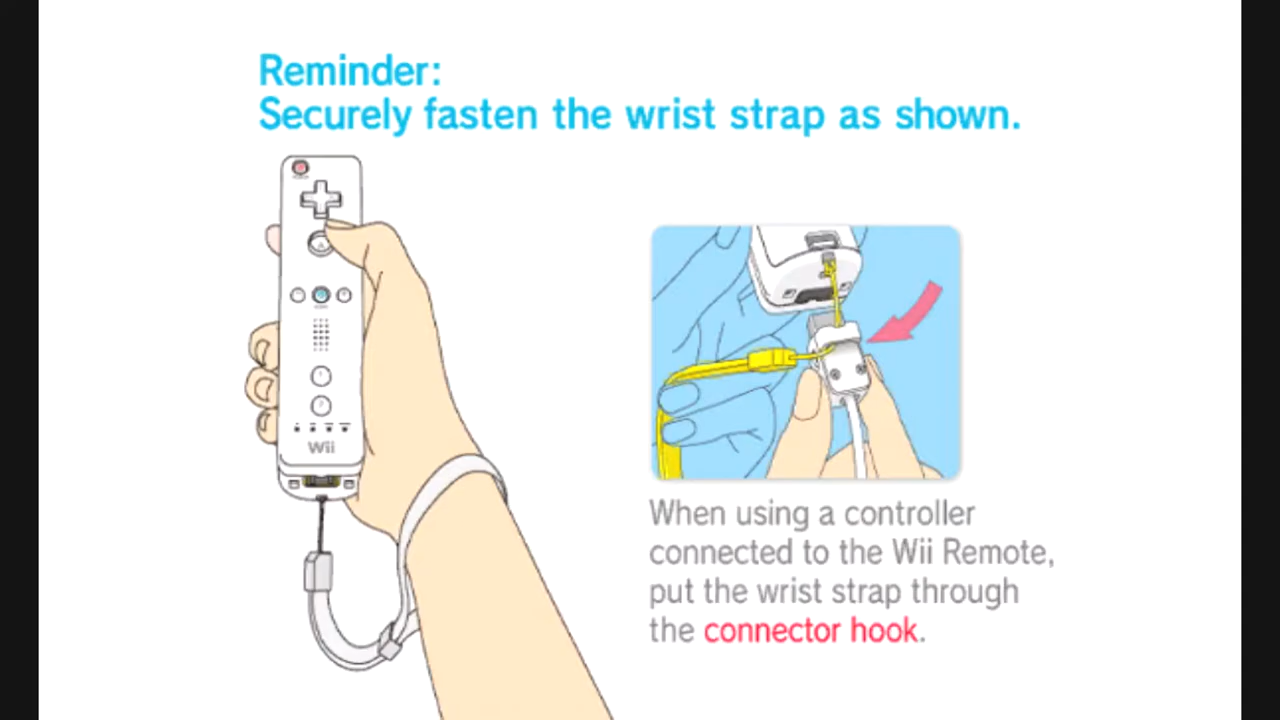 Reminder:
Securely fasten the wrist strap as shown.
Wii
When using a controller
connected to the Wii Remote,
put the wrist strap through
the connector hook.